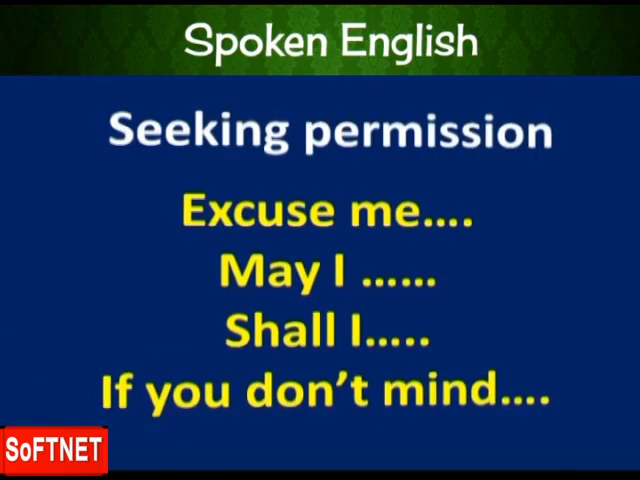 Spoken English
Seeking permission
Excuse me....
May I ......
Shall I.....
If you don't mind....
SoFTNET